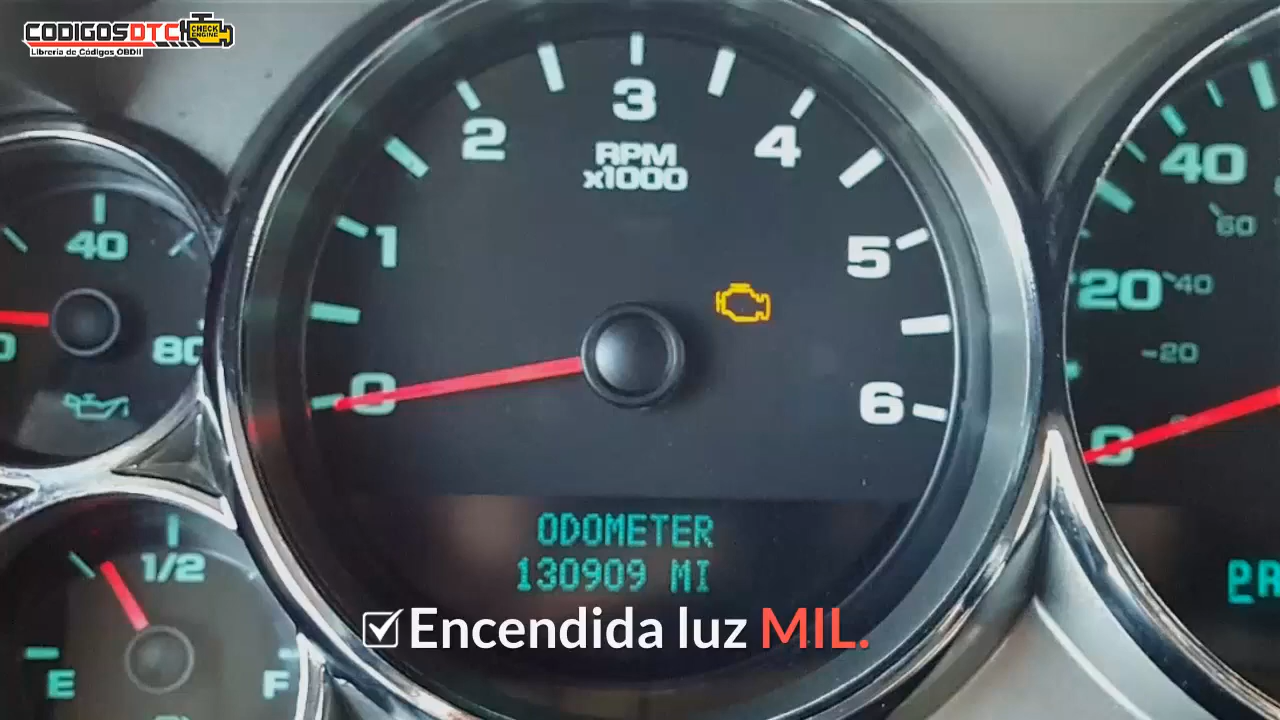 CODIGOSDTC
CHECK
ENGINE
Librería de Códigos OBDII
3
2
4
RPM
x1000
1
5
0
6
ODOMETER
130909 MI
40
80
1/2
E
F
40
60
20
40
20
0
Encendida luz MIL.